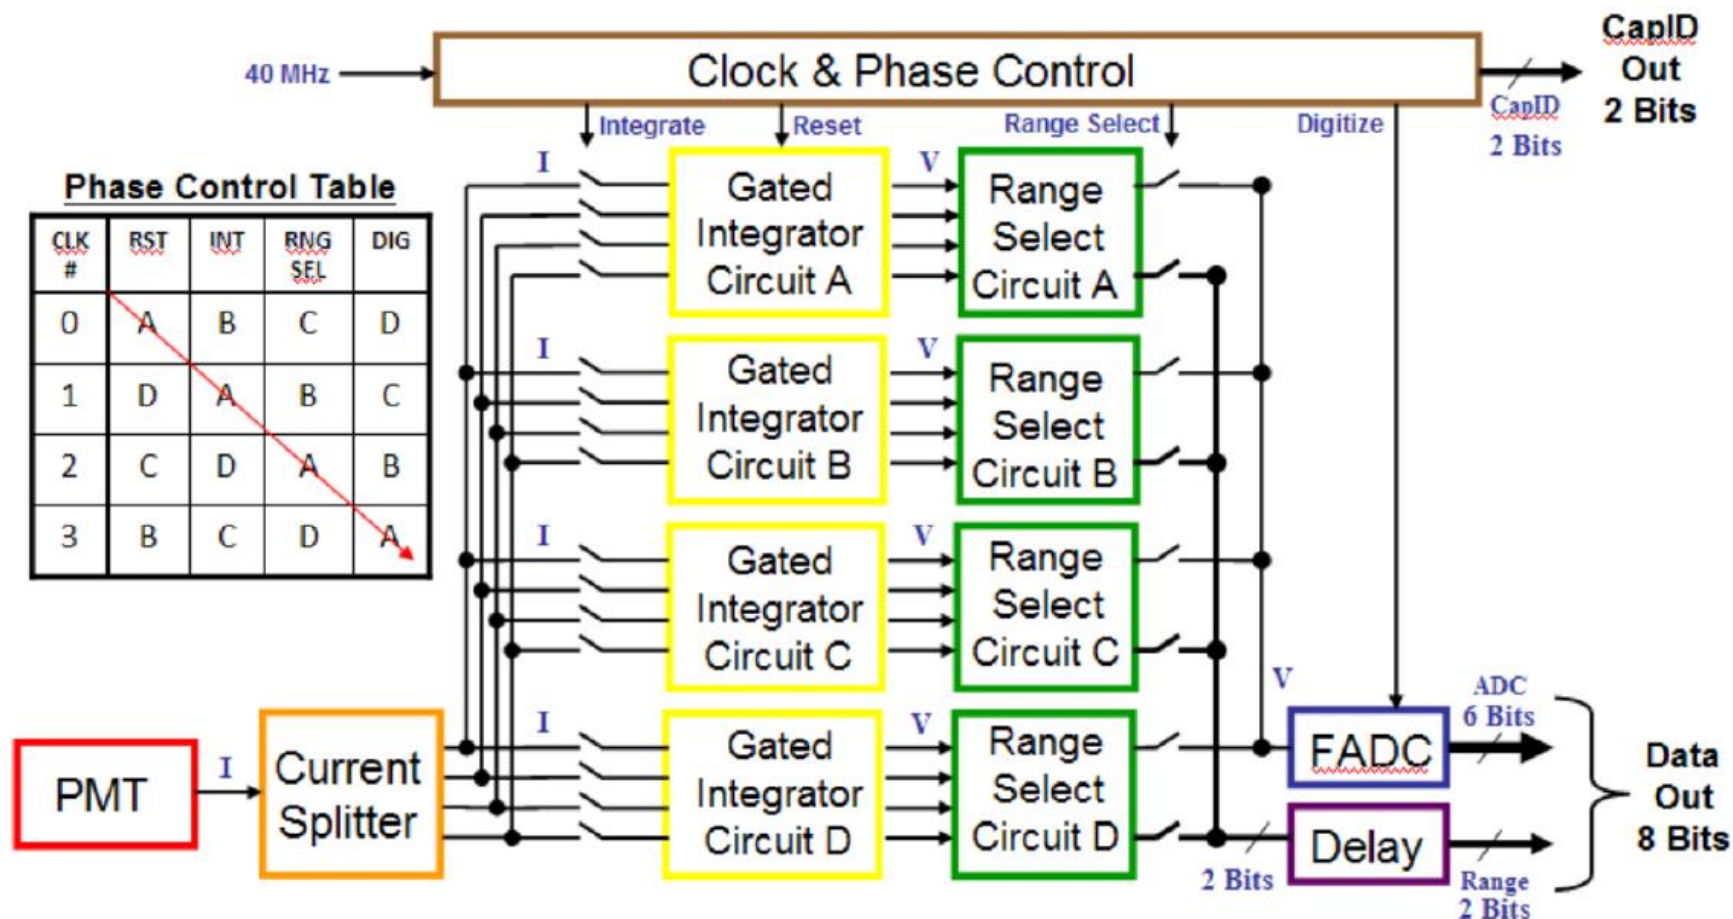 40 MHz
Clock & Phase Control
CapID
Out
2 Bits
CapID
2 Bits
Integrate
Reset
Range Select
Digitize
Phase Control Table
CLK # RST INT RNG SEL DIG
0 A B C D
1 D A B C
2 C D A B
3 B C D A
I
Gated
Integrator
Circuit A
V
Range
Select
Circuit A
I
Gated
Integrator
Circuit B
V
Range
Select
Circuit B
I
Gated
Integrator
Circuit C
V
Range
Select
Circuit C
PMT
I
Current
Splitter
I
Gated
Integrator
Circuit D
V
Range
Select
Circuit D
V
FADC
ADC
6 Bits
2 Bits
Delay
Range
2 Bits
Data
Out
8 Bits